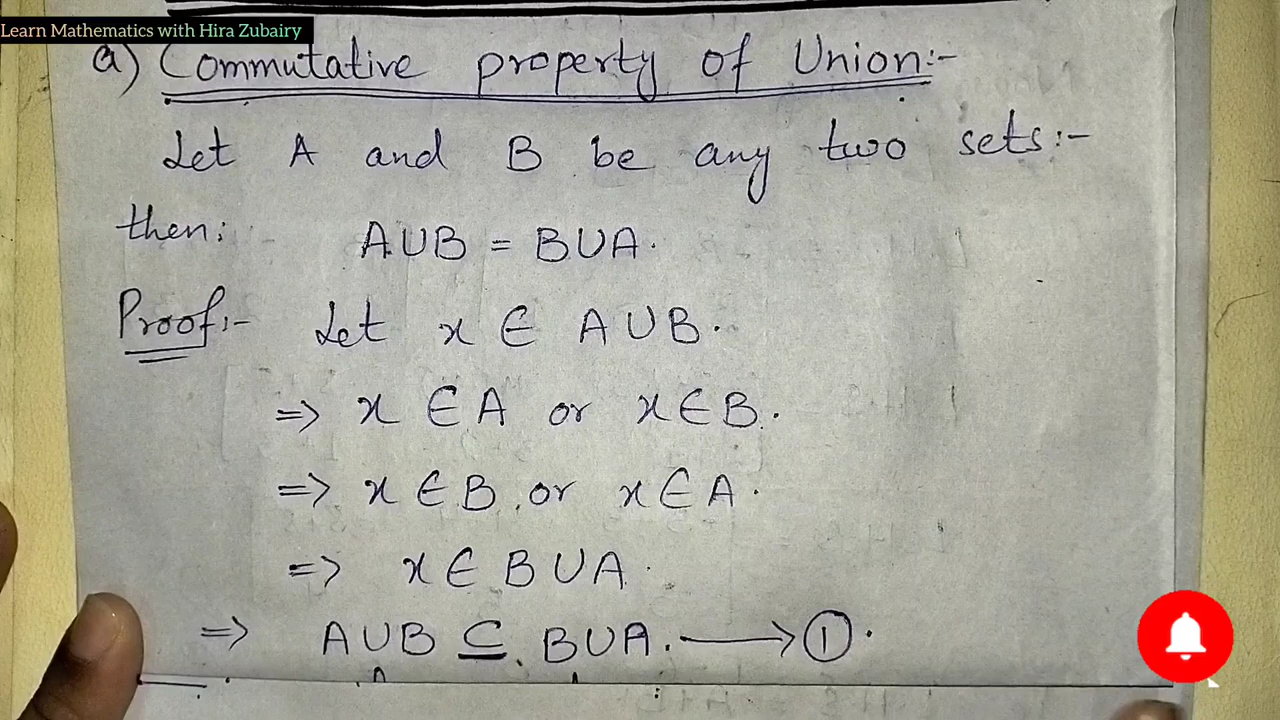 Learn Mathematics with Hira Zubairy
a) Commutative property of Union:-
Let A and B be any two sets:-
then: A∪B = B∪A.
Proof:- Let x ∈ A∪B.
=> x ∈ A or x ∈ B.
=> x ∈ B or x ∈ A.
=> x ∈ B∪A.
=> A∪B ⊆ B∪A. ⟶ ①.